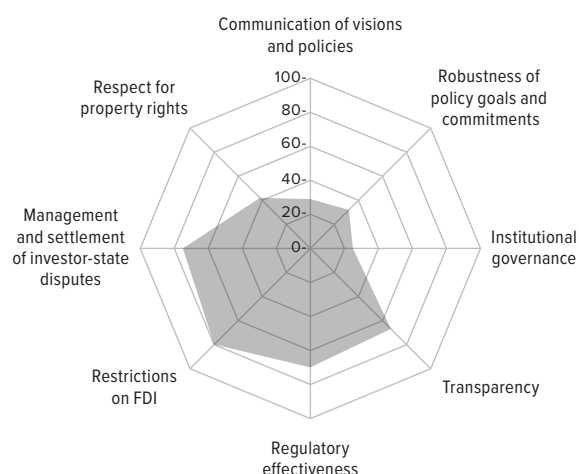 Communication of visions
and policies
Robustness of
policy goals and
commitments
Institutional
governance
Transparency
Regulatory
effectiveness
Restrictions
on FDI
Management
and settlement
of investor-state
disputes
Respect for
property rights
100-
80-
60-
40-
20-
0-